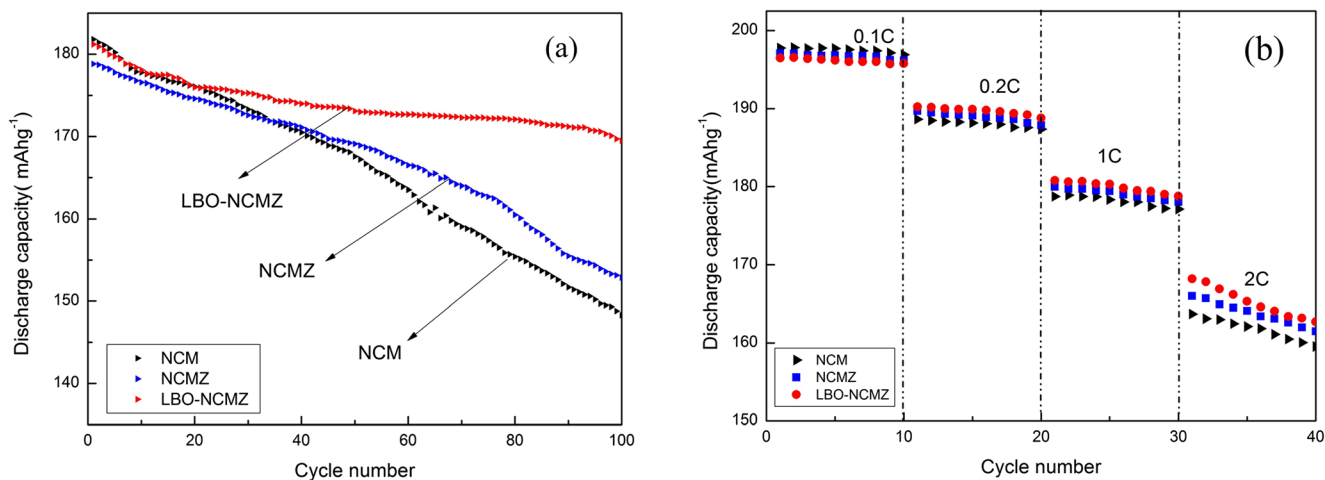 (a)
Discharge capacity( mAhg⁻¹)
180
170
160
150
140
0
20
40
60
80
100
Cycle number
LBO-NCMZ
NCMZ
NCM
NCM
NCMZ
LBO-NCMZ
(b)
Discharge capacity(mAhg⁻¹)
200
190
180
170
160
150
0
10
20
30
40
Cycle number
0.1C
0.2C
1C
2C
NCM
NCMZ
LBO-NCMZ